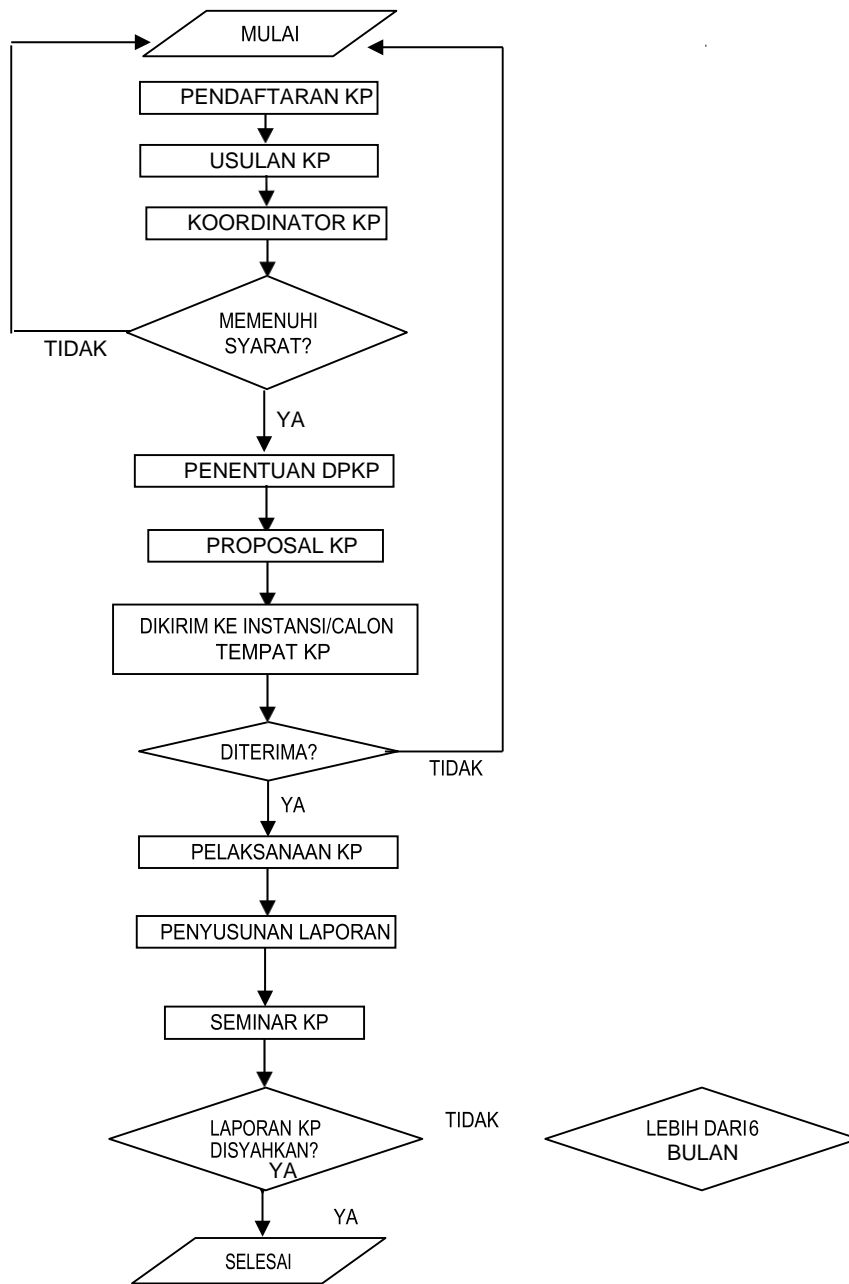 MULAI
PENDAFTARAN KP
USULAN KP
KOORDINATOR KP
MEMENUHI
SYARAT?
TIDAK
YA
PENENTUAN DPKP
PROPOSAL KP
DIKIRIM KE INSTANSI/CALON
TEMPAT KP
DITERIMA?
TIDAK
YA
PELAKSANAAN KP
PENYUSUNAN LAPORAN
SEMINAR KP
LAPORAN KP
DISYAHKAN?
YA
TIDAK
LEBIH DARI 6
BULAN
YA
SELESAI